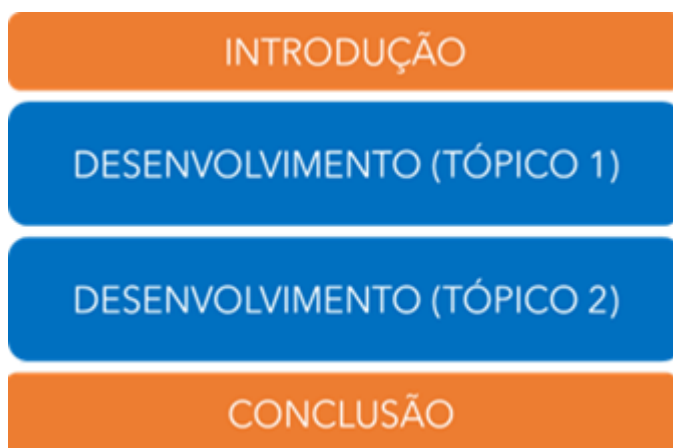 INTRODUÇÃO
DESENVOLVIMENTO (TÓPICO 1)
DESENVOLVIMENTO (TÓPICO 2)
CONCLUSÃO